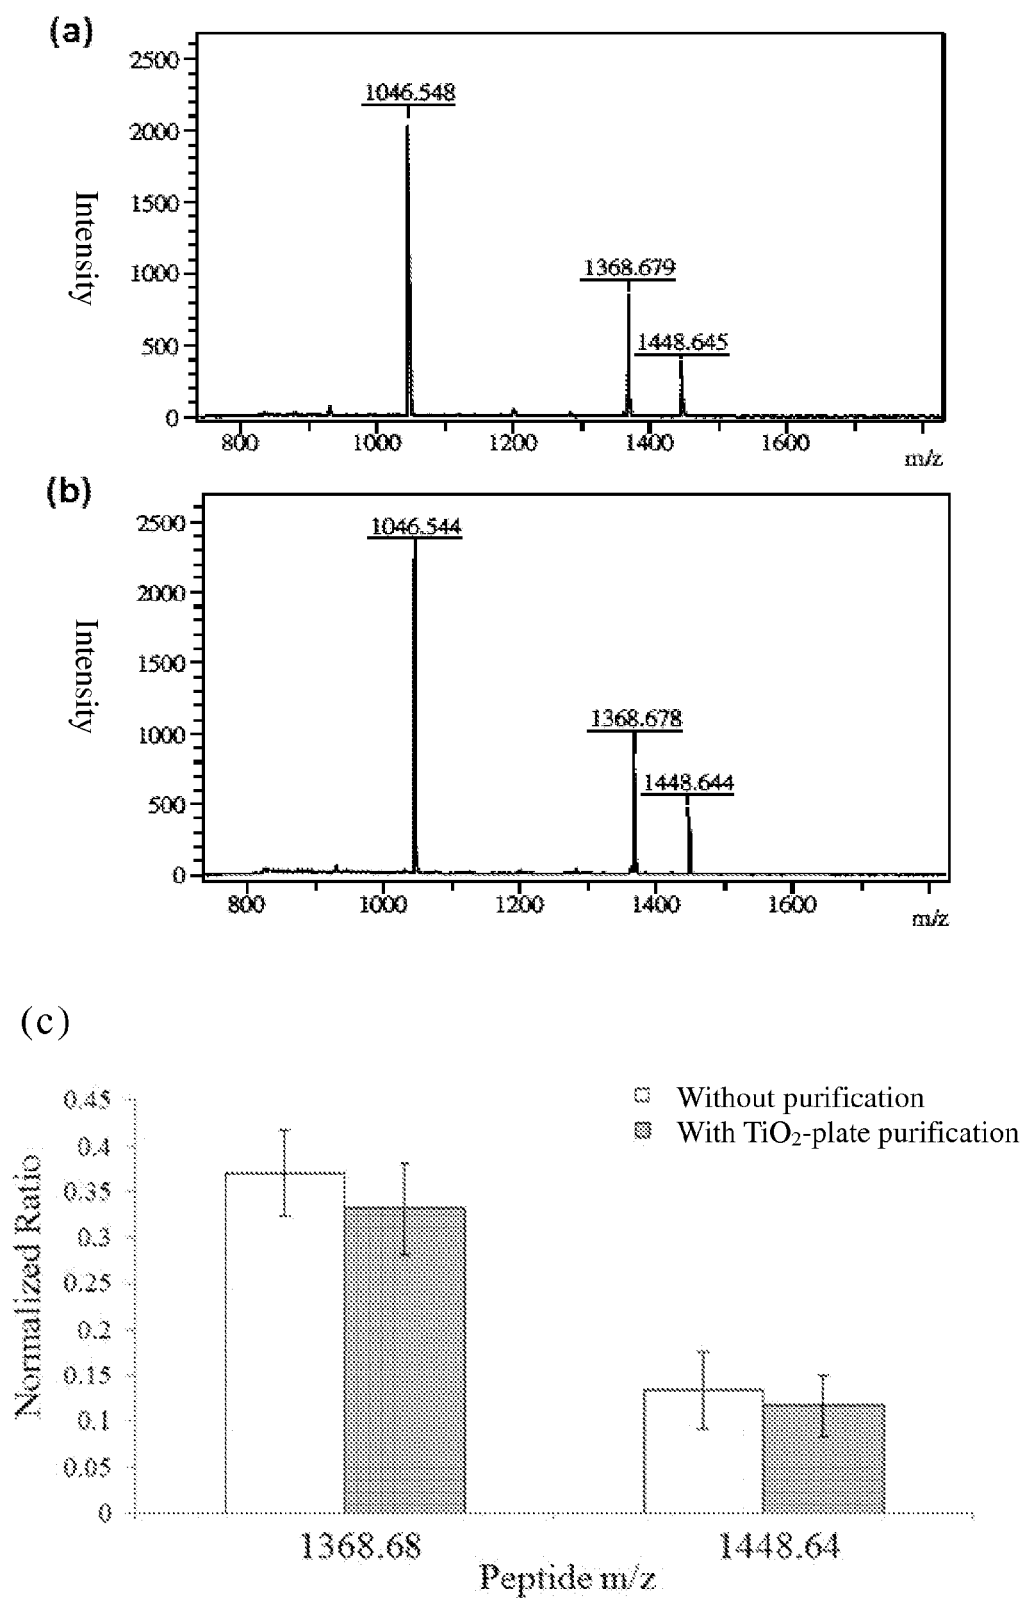 (a)
2500
1046.548
2000
1500
Intensity
1368.679
1000
1448.645
500
0
800 1000 1200 1400 1600
m/z
(b)
2500
1046.544
2000
Intensity
1500
1368.678
1000
1448.644
500
0
800 1000 1200 1400 1600
m/z
(c)
0.45
Without purification
With TiO2-plate purification
0.4
0.35
0.3
0.25
0.2
0.15
0.1
0.05
0
Normalized Ratio
1368.68 1448.64
Peptide m/z